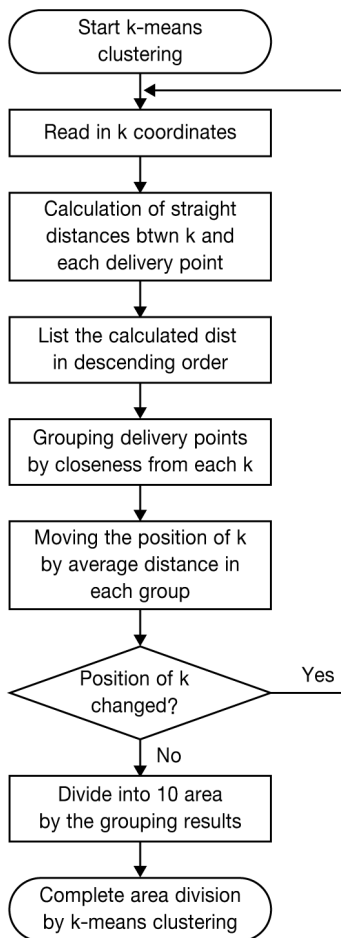 Start k-means
clustering
Read in k coordinates
Calculation of straight
distances btwn k and
each delivery point
List the calculated dist
in descending order
Grouping delivery points
by closeness from each k
Moving the position of k
by average distance in
each group
Position of k
changed?
Yes
No
Divide into 10 area
by the grouping results
Complete area division
by k-means clustering